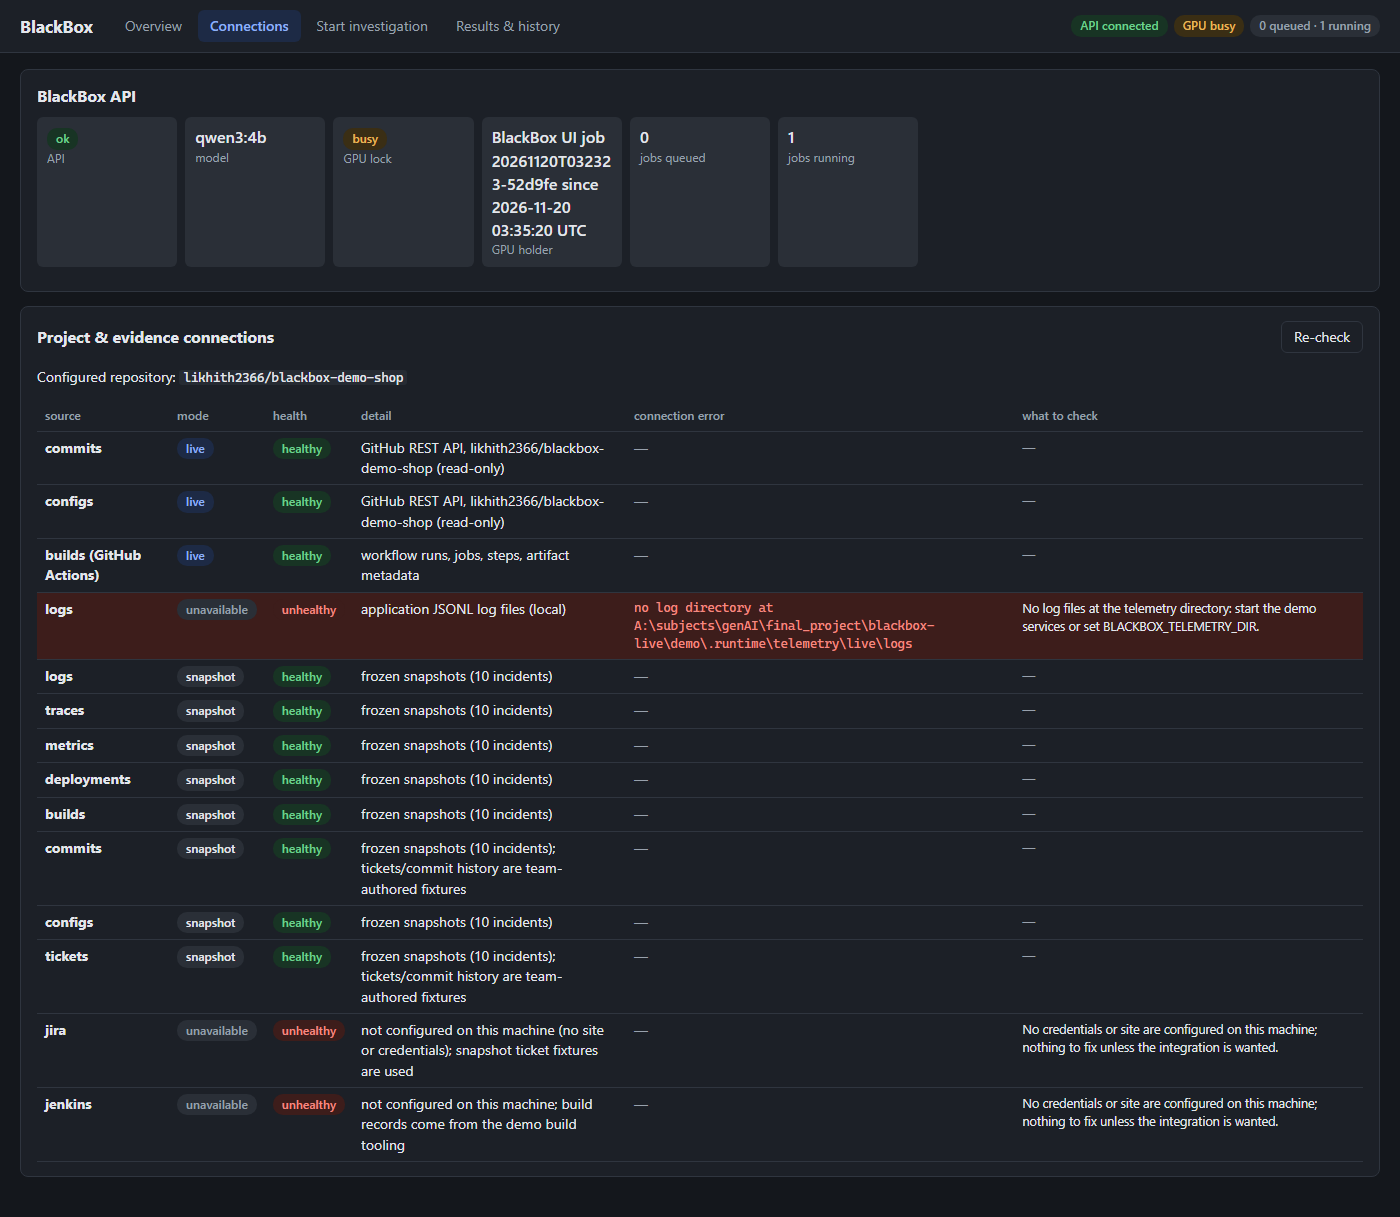 BlackBox Overview Connections Start investigation Results & history API connected GPU busy 0 queued · 1 running
BlackBox API
ok
API
qwen3:4b
model
busy
GPU lock
BlackBox UI job
20261120T03232
3-52d9fe since
2026-11-20
03:35:20 UTC
GPU holder
0
jobs queued
1
jobs running
Project & evidence connections
Re-check
Configured repository: likhith2366/blackbox-demo-shop
source mode health detail connection error what to check
commits live healthy GitHub REST API, likhith2366/blackbox-
demo-shop (read-only) — —
configs live healthy GitHub REST API, likhith2366/blackbox-
demo-shop (read-only) — —
builds (GitHub
Actions) live healthy workflow runs, jobs, steps, artifact
metadata — —
logs unavailable unhealthy application JSONL log files (local)
no log directory at
A:\subjects\genAI\final_project\blackbox-
live\demo\.runtime\telemetry\live\logs
No log files at the telemetry directory: start the demo
services or set BLACKBOX_TELEMETRY_DIR.
logs snapshot healthy frozen snapshots (10 incidents) — —
traces snapshot healthy frozen snapshots (10 incidents) — —
metrics snapshot healthy frozen snapshots (10 incidents) — —
deployments snapshot healthy frozen snapshots (10 incidents) — —
builds snapshot healthy frozen snapshots (10 incidents) — —
commits snapshot healthy frozen snapshots (10 incidents);
tickets/commit history are team-
authored fixtures — —
configs snapshot healthy frozen snapshots (10 incidents) — —
tickets snapshot healthy frozen snapshots (10 incidents);
tickets/commit history are team-
authored fixtures — —
jira unavailable unhealthy not configured on this machine (no site
or credentials); snapshot ticket fixtures
are used —
No credentials or site are configured on this machine;
nothing to fix unless the integration is wanted.
jenkins unavailable unhealthy not configured on this machine; build
records come from the demo build
tooling —
No credentials or site are configured on this machine;
nothing to fix unless the integration is wanted.